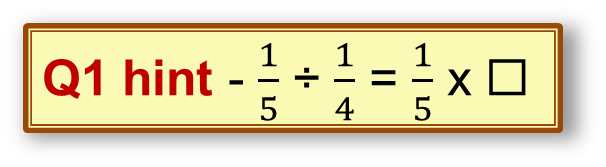 Q1 hint - 1/5 ÷ 1/4 = 1/5 x □